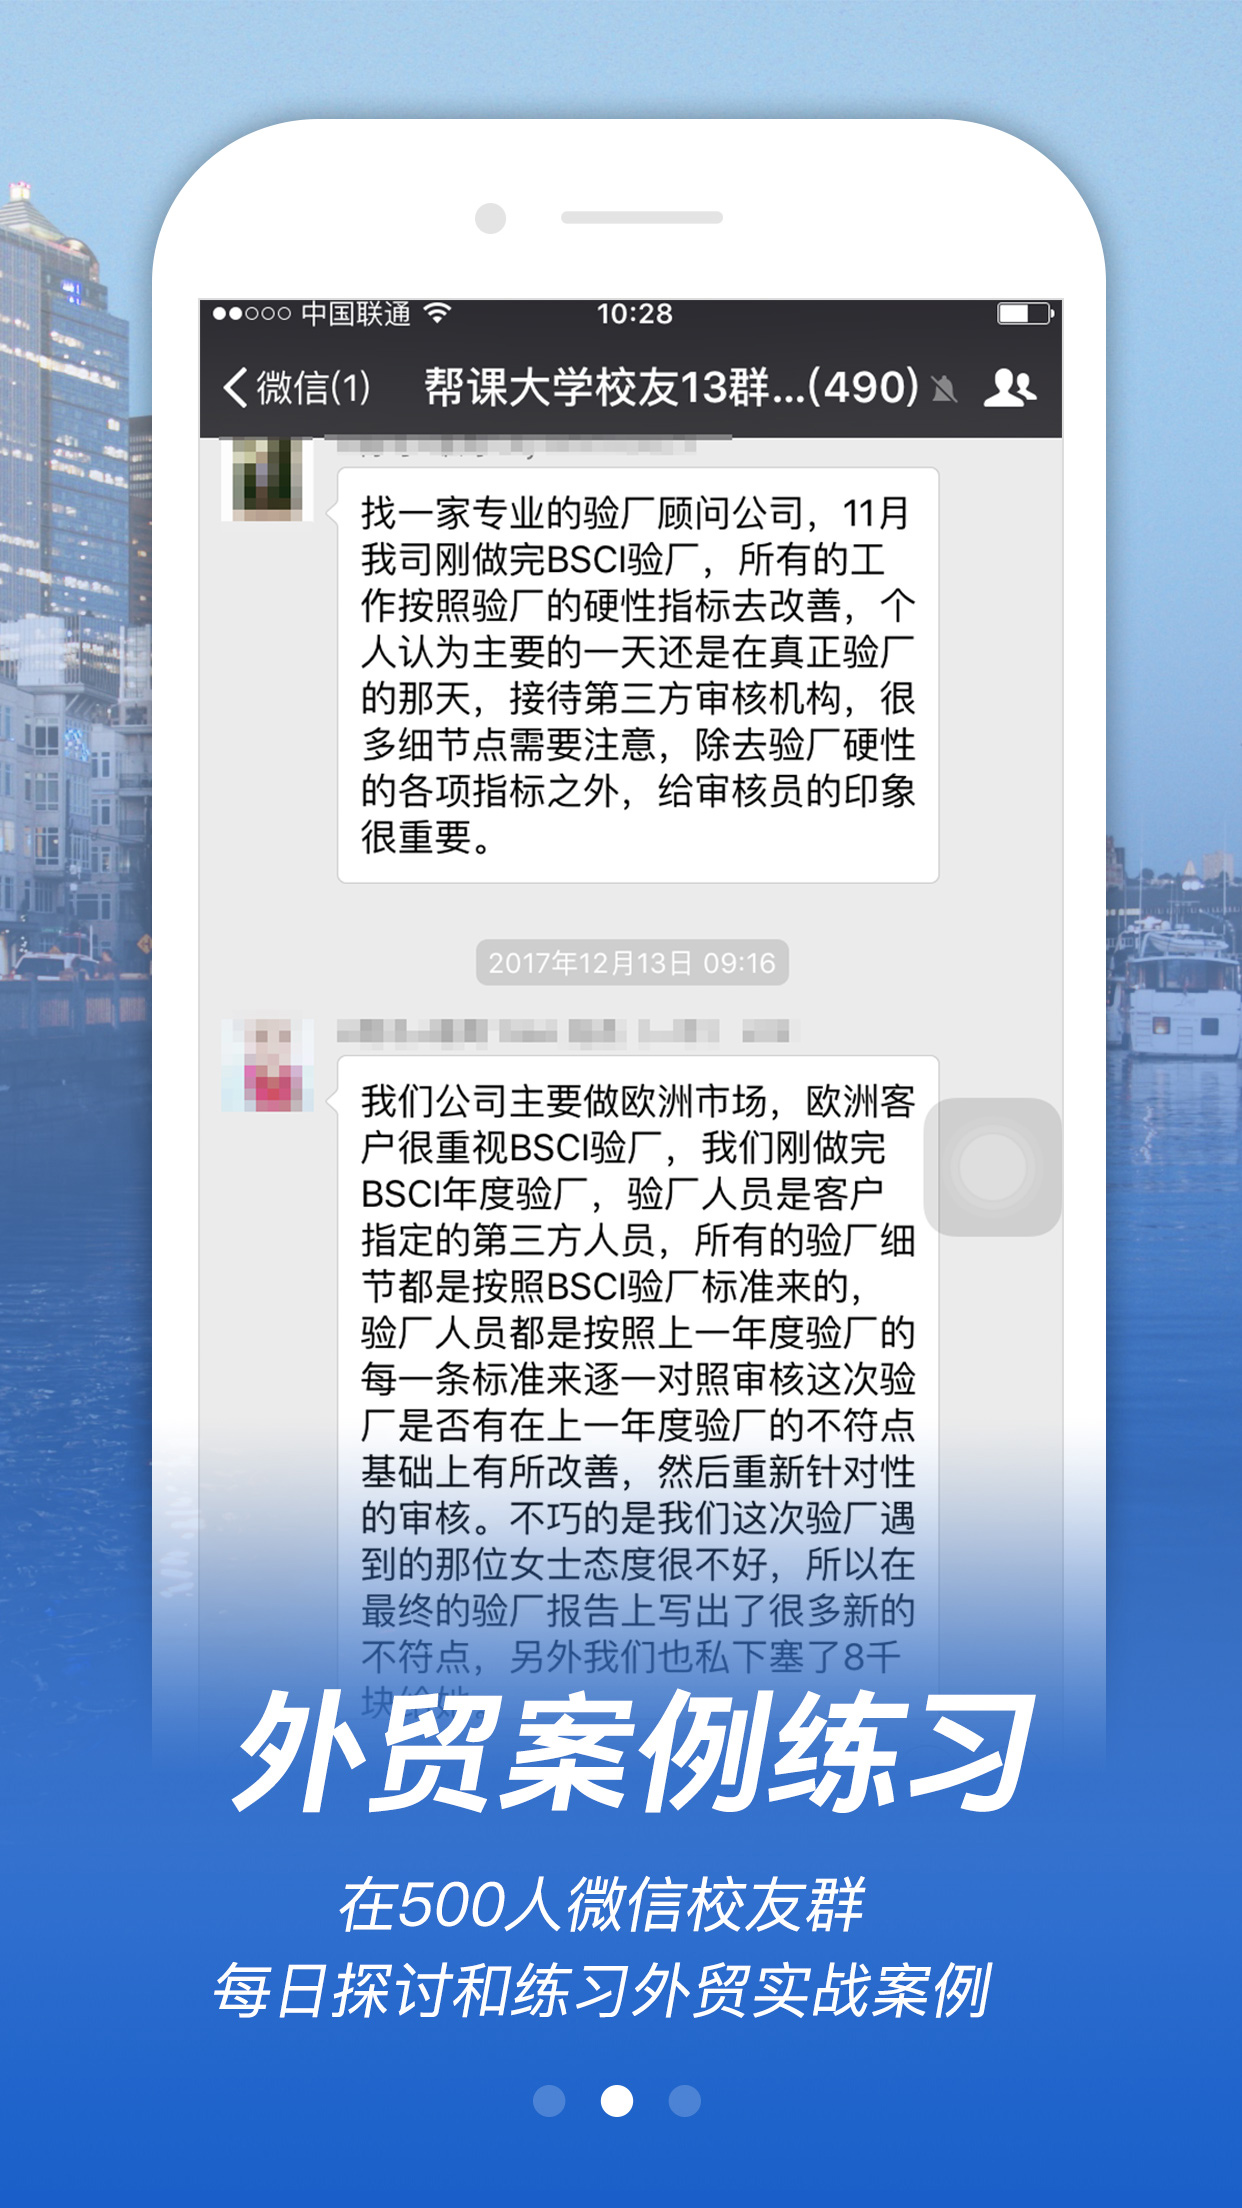 中国联通 10:28
微信(1) 帮课大学校友13群...(490)
找一家专业的验厂顾问公司，11月
我司刚做完BSCI验厂，所有的工
作按照验厂的硬性指标去改善，个
人认为主要的一天还是在真正验厂
的那天，接待第三方审核机构，很
多细节点需要注意，除去验厂硬性
的各项指标之外，给审核员的印象
很重要。
2017年12月13日 09:16
我们公司主要做欧洲市场，欧洲客
户很重视BSCI验厂，我们刚做完
BSCI年度验厂，验厂人员是客户
指定的第三方人员，所有的验厂细
节都是按照BSCI验厂标准来的，
验厂人员都是按照上一年度验厂的
每一条标准来逐一对照审核这次验
厂是否有在上一年度验厂的不符点
基础上有所改善，然后重新针对性
的审核。不巧的是我们这次验厂遇
到的那位女士态度很不好，所以在
最终的验厂报告上写出了很多新的
不符点，另外我们也私下塞了8千
块给她。
外贸案例练习
在500人微信校友群
每日探讨和练习外贸实战案例